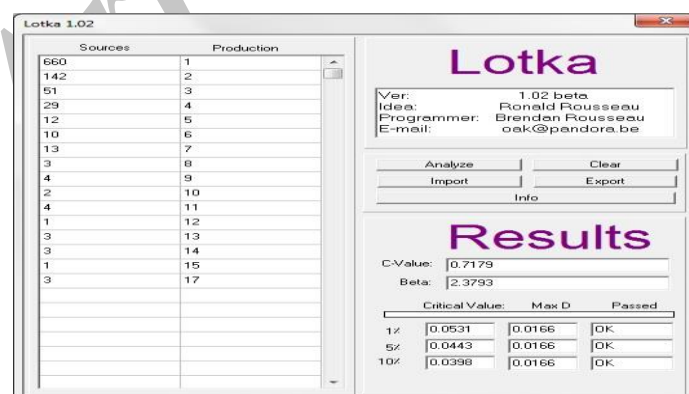 Lotka 1.02
Sources Production
660 1
142 2
51 3
29 4
12 5
10 6
13 7
3 8
4 9
2 10
4 11
1 12
3 13
3 14
1 15
3 17
Lotka
Ver: 1.02 beta
Idea: Ronald Rousseau
Programmer: Brendan Rousseau
E-mail: oak@pandora.be
Analyze Clear
Import Export
Info
Results
C-Value: 0.7179
Beta: 2.3793
Critical Value: Max D Passed
1% 0.0531 0.0166 OK
5% 0.0443 0.0166 OK
10% 0.0398 0.0166 OK